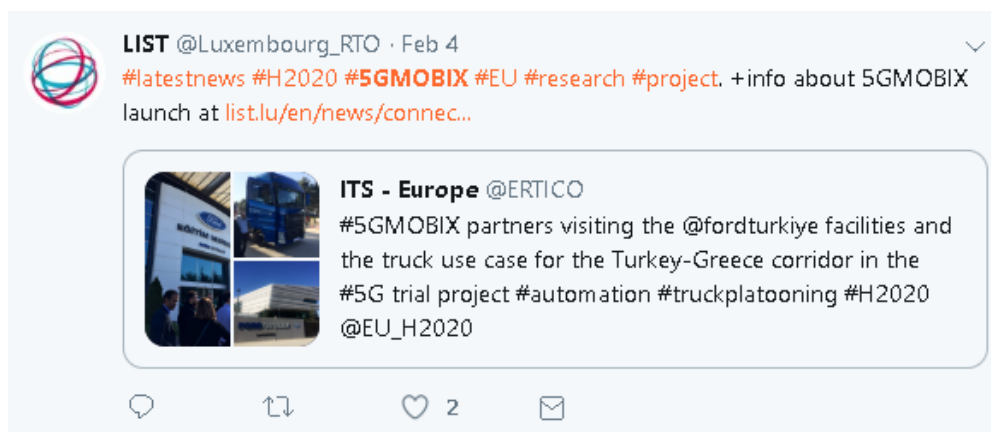 LIST @Luxembourg_RTO · Feb 4
#latestnews #H2020 #5GMOBIX #EU #research #project. +info about 5GMOBIX
launch at list.lu/en/news/connec...
ITS - Europe @ERTICO
#5GMOBIX partners visiting the @fordturkiye facilities and
the truck use case for the Turkey-Greece corridor in the
#5G trial project #automation #truckplatooning #H2020
@EU_H2020
Ford
2